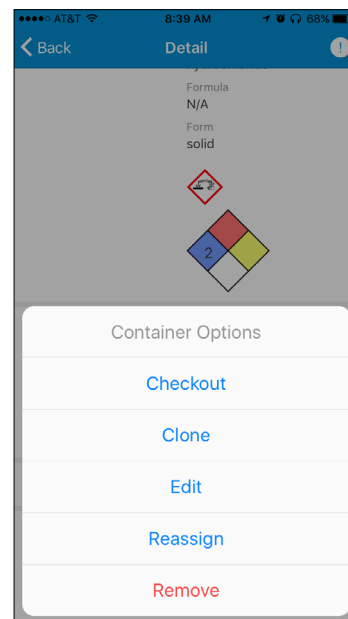 AT&T 8:39 AM 68%
Back Detail !
Formula
N/A
Form
solid
2
Container Options
Checkout
Clone
Edit
Reassign
Remove